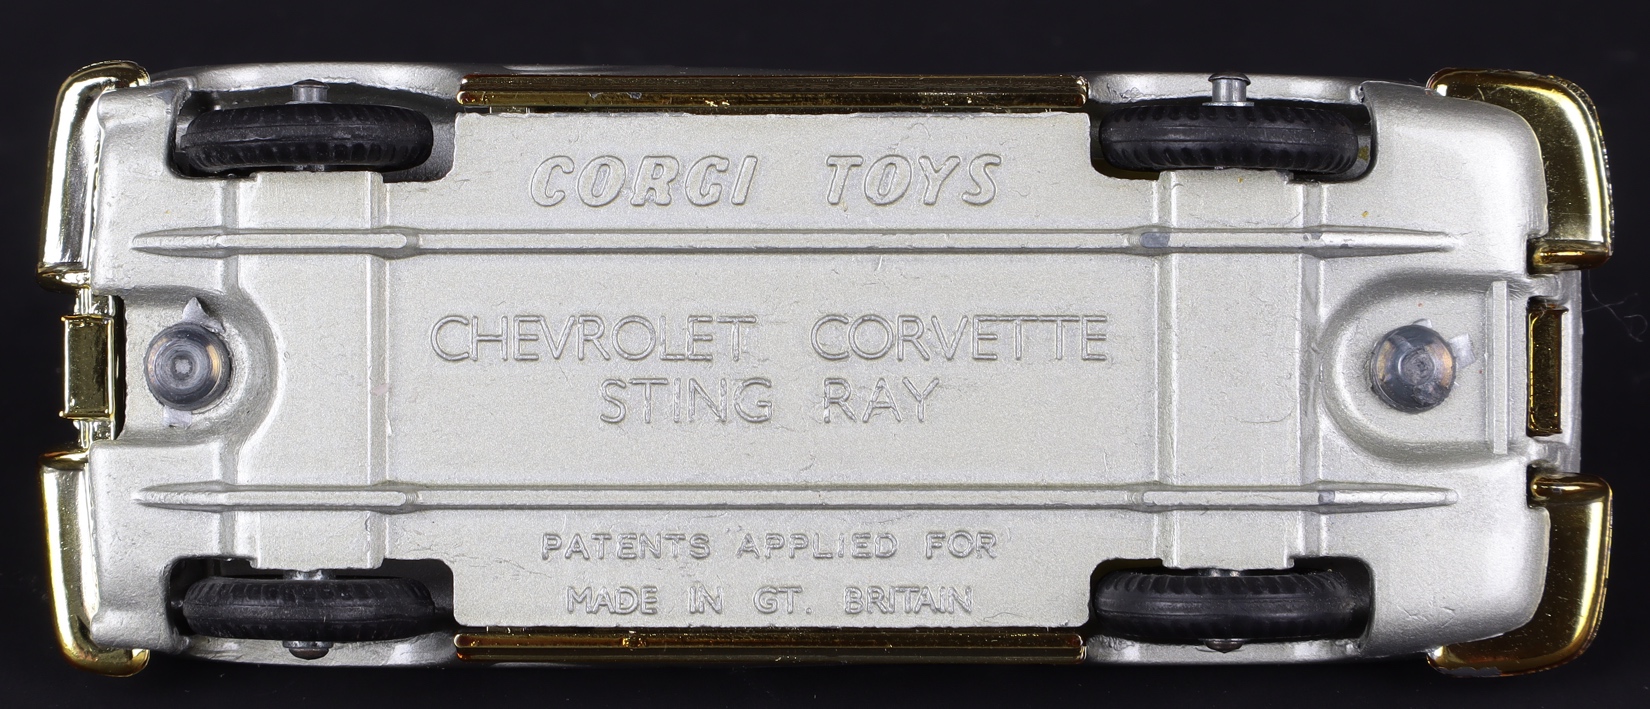 CORGI TOYS
CHEVROLET CORVETTE
STING RAY
PATENTS APPLIED FOR
MADE IN GT. BRITAIN